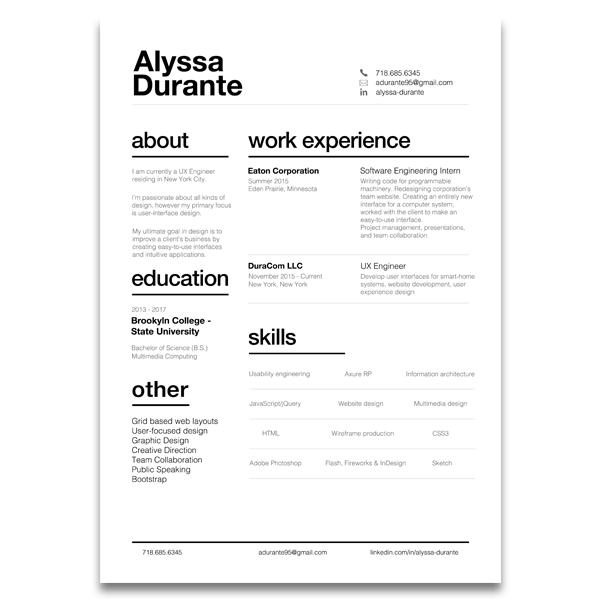 Alyssa
Durante
718.685.6345
adurante95@gmail.com
in alyssa-durante
about
I am currently a UX Engineer
residing in New York City.
I'm passionate about all kinds of
design, however my primary focus
is user-interface design.
My ultimate goal in design is to
improve a client's business by
creating easy-to-use interfaces
and intuitive applications.
education
2013 - 2017
Brookyln College -
State University
Bachelor of Science (B.S.)
Multimedia Computing
other
Grid based web layouts
User-focused design
Graphic Design
Creative Direction
Team Collaboration
Public Speaking
Bootstrap
work experience
Eaton Corporation
Summer 2015
Eden Prairie, Minnesota
Software Engineering Intern
Writing code for programmable
machinery. Redesigning corporation's
team website. Creating an entirely new
interface for a computer system;
worked with the client to make an
easy-to-use interface.
Project management, presentations,
and team collaboration.
DuraCom LLC
November 2015 - Current
New York, New York
UX Engineer
Develop user interfaces for smart-home
systems, website development, user
experience design.
skills
Usability engineering Axure RP Information architecture
JavaScript/jQuery Website design Multimedia design
HTML Wireframe production CSS3
Adobe Photoshop Flash, Fireworks & InDesign Sketch
718.685.6345 adurante95@gmail.com linkedin.com/in/alyssa-durante